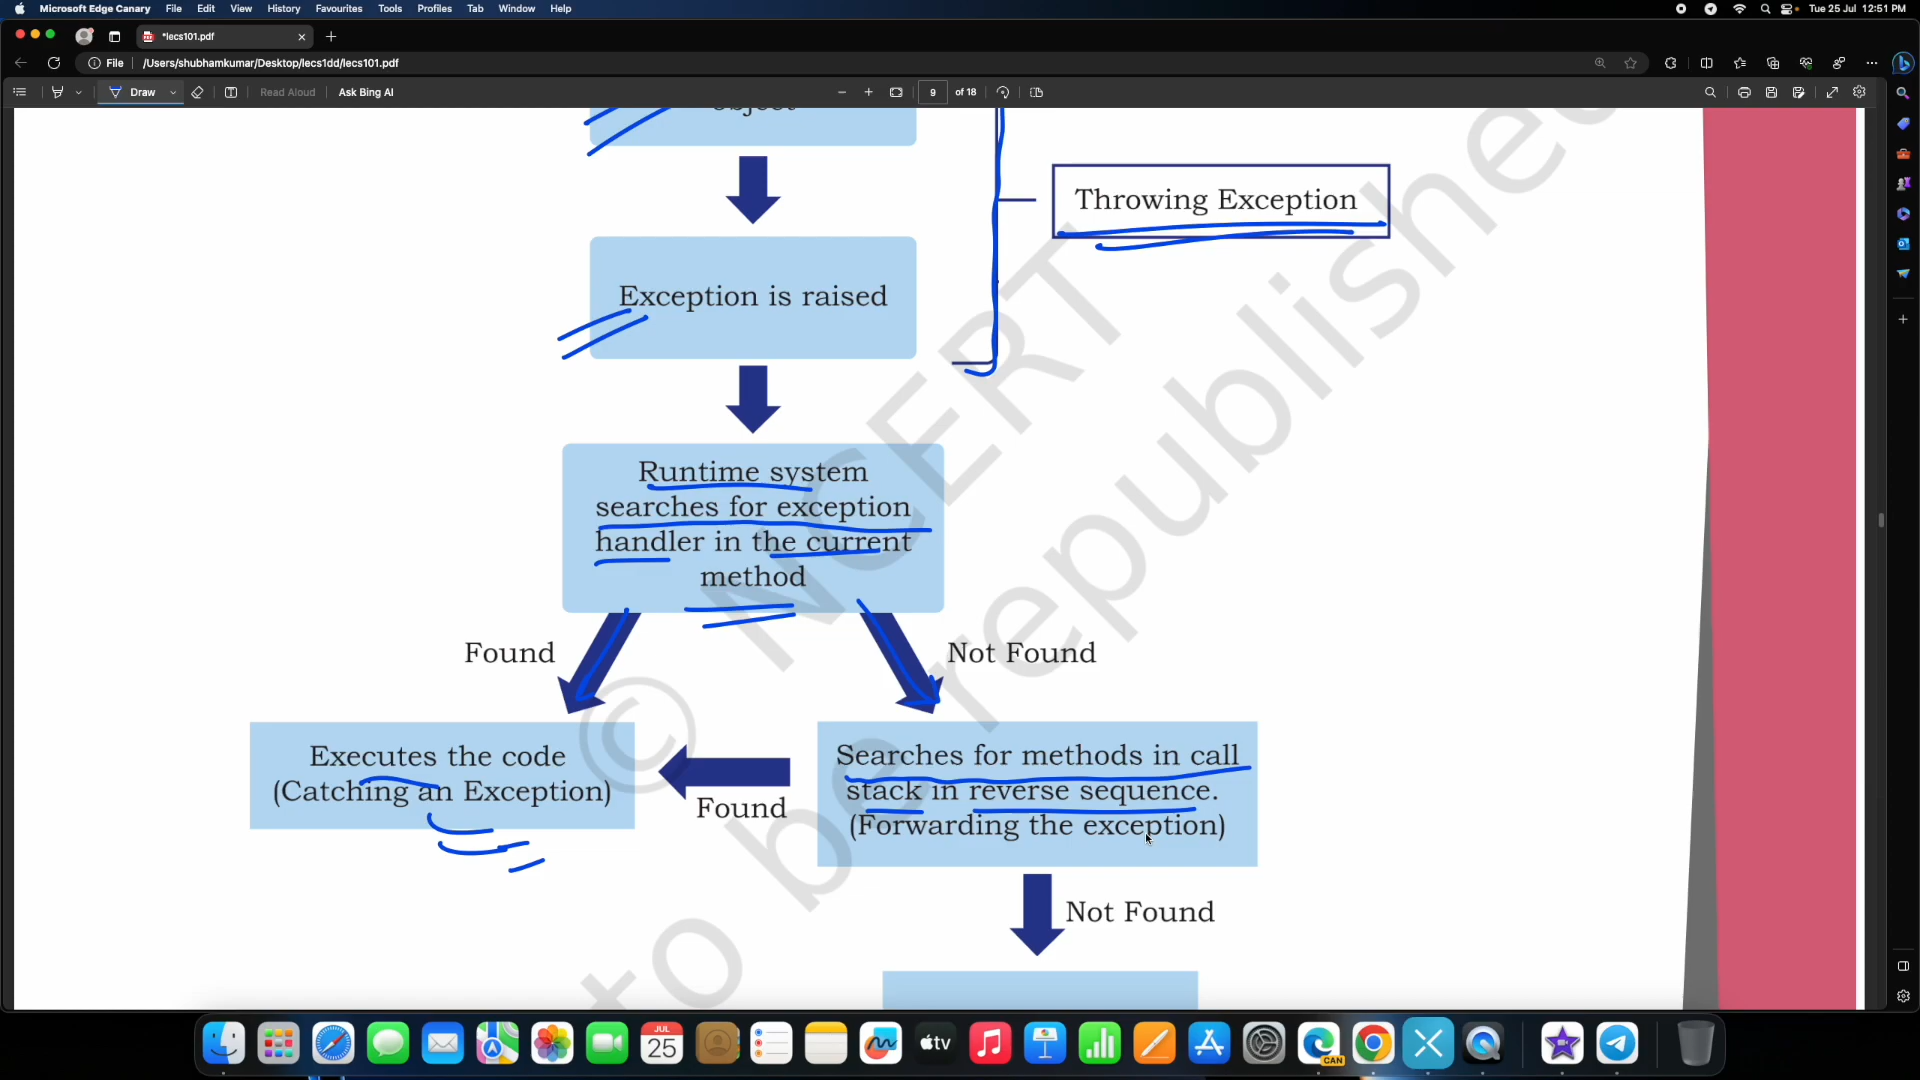 Microsoft Edge Canary File Edit View History Favourites Tools Profiles Tab Window Help
Tue 25 Jul 12:51 PM
*lecs101.pdf
File /Users/shubhamkumar/Desktop/lecs1dd/lecs101.pdf
Draw Read Aloud Ask Bing AI
9 of 18
Throwing Exception
Exception is raised
Runtime system
searches for exception
handler in the current
method
Found
Not Found
Executes the code
(Catching an Exception)
Found
Searches for methods in call
stack in reverse sequence.
(Forwarding the exception)
Not Found
© NCERT
to be republished
JUL
25
tv
CAN